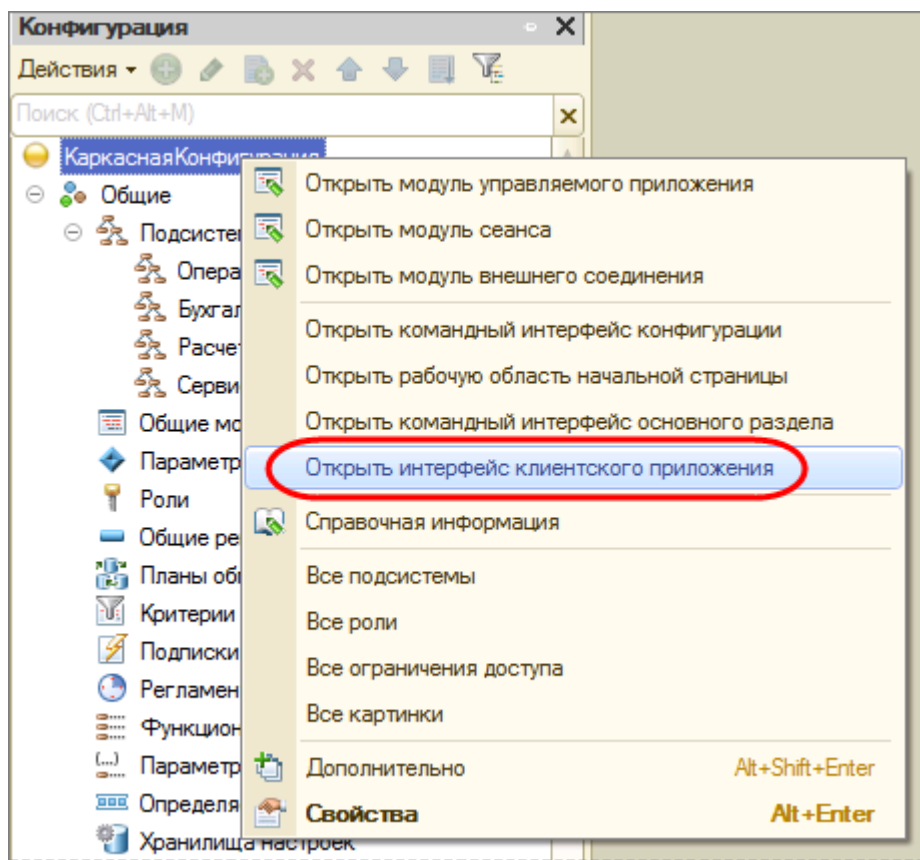 Конфигурация
Действия
Поиск (Ctrl+Alt+M)
КаркаснаяКонфигурация
Общие
Открыть модуль управляемого приложения
Открыть модуль сеанса
Открыть модуль внешнего соединения
Открыть командный интерфейс конфигурации
Открыть рабочую область начальной страницы
Открыть командный интерфейс основного раздела
Открыть интерфейс клиентского приложения
Справочная информация
Все подсистемы
Все роли
Все ограничения доступа
Все картинки
Дополнительно Alt+Shift+Enter
Свойства Alt+Enter
Подсистем
Опера
Бухгал
Расчет
Серви
Общие мо
Параметр
Роли
Общие ре
Планы об
Критерии
Подписки
Регламен
Функцион
(...) Параметр
Определя
Хранилища настроек